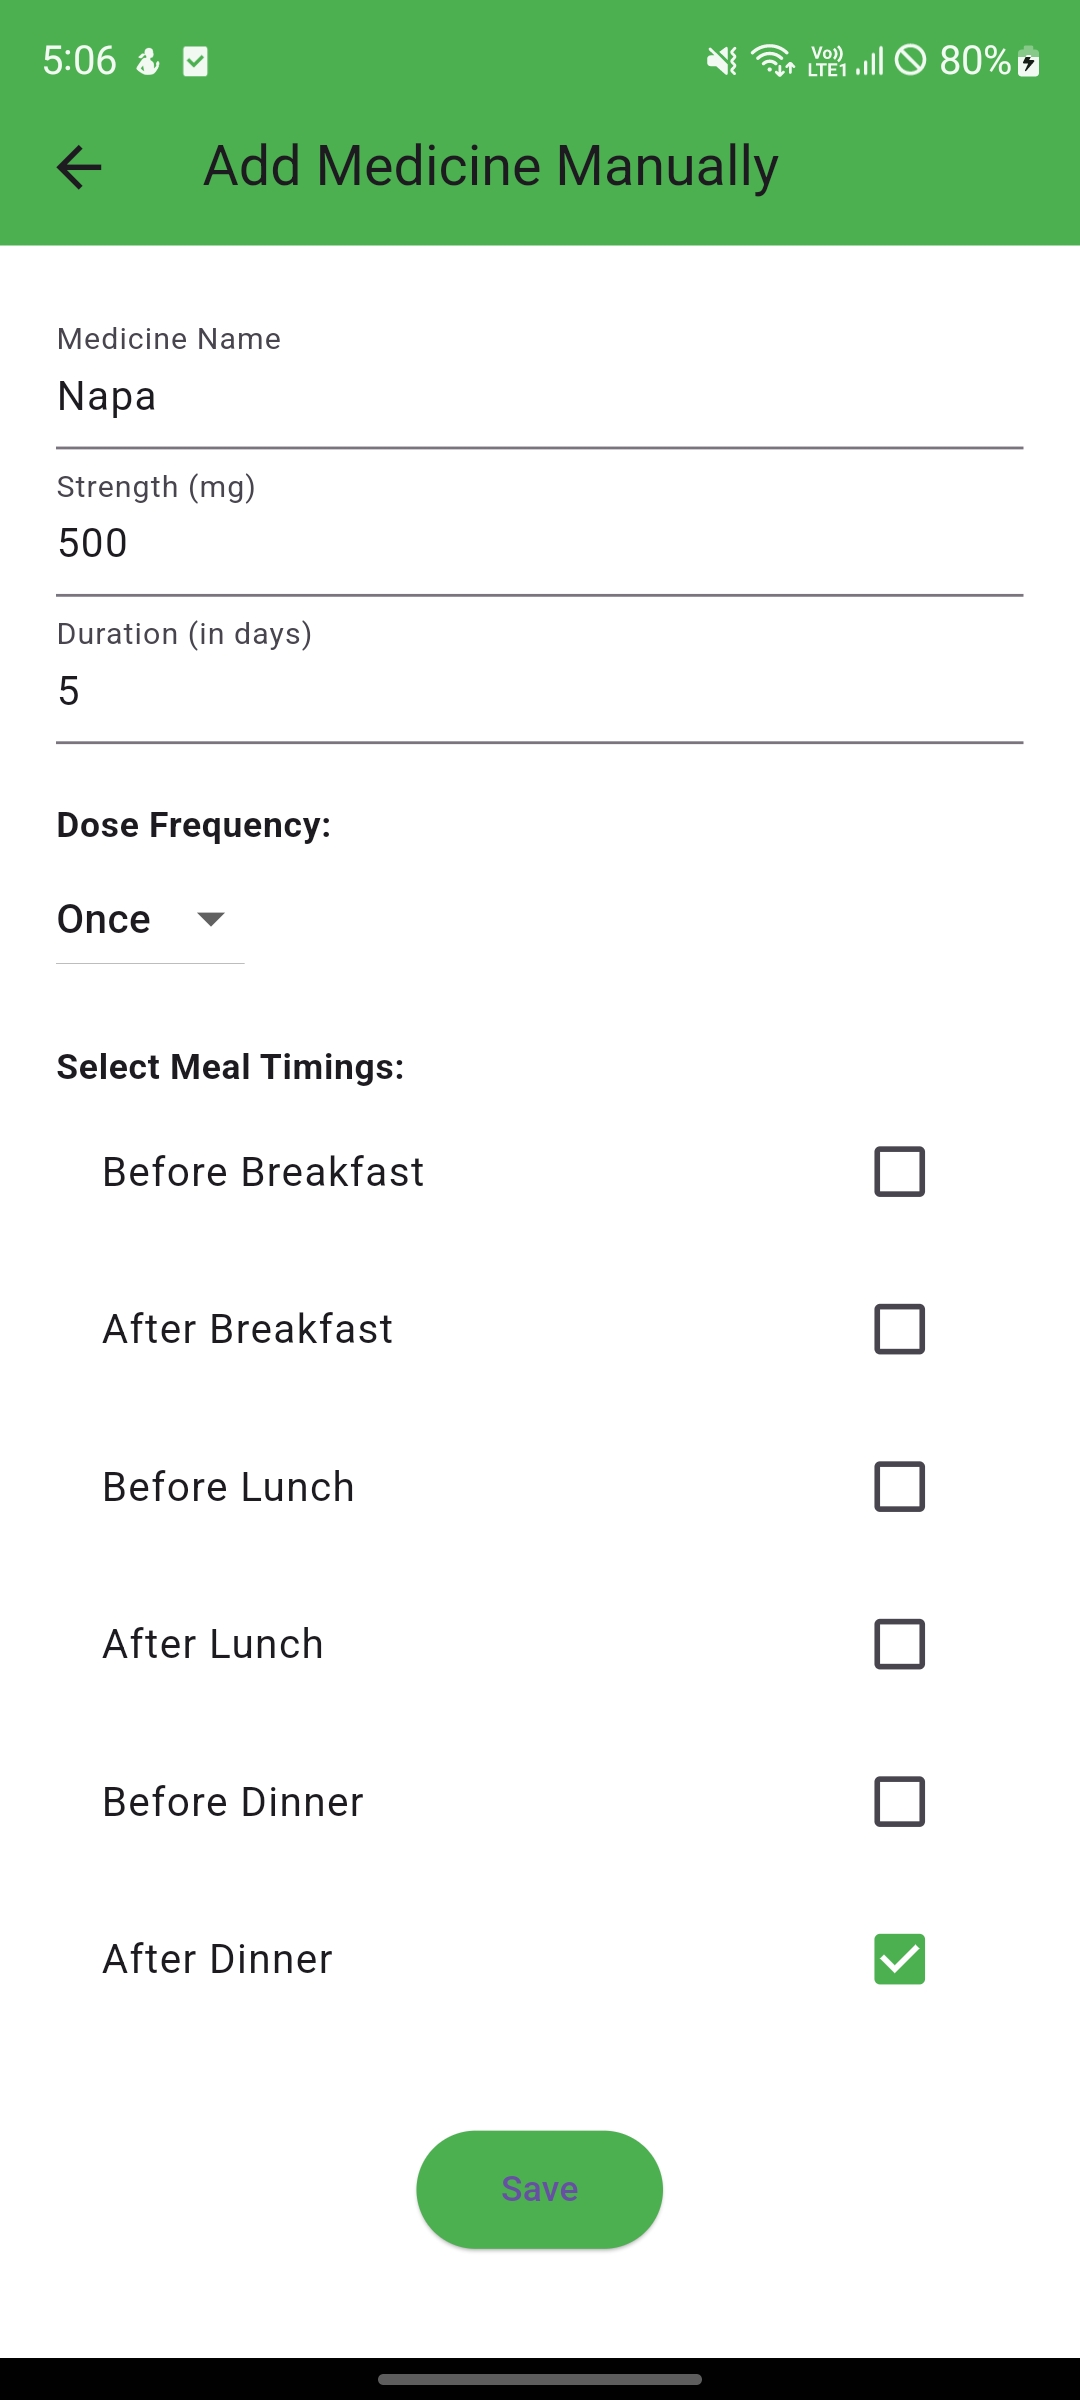 5:06 Vo)) LTE1 80%
Add Medicine Manually
Medicine Name
Napa
Strength (mg)
500
Duration (in days)
5
Dose Frequency:
Once
Select Meal Timings:
Before Breakfast
After Breakfast
Before Lunch
After Lunch
Before Dinner
After Dinner
Save